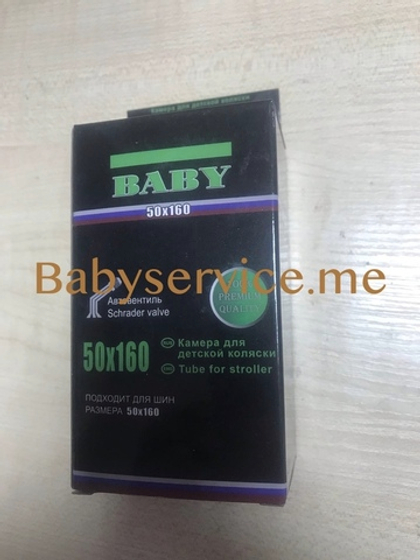 Камера для детской коляски
BABY
50x160
Babyservice.me
Автовентиль
Schrader valve
PREMIUM
QUALITY
50x160
Камера для
детской коляски
Tube for stroller
ПОДХОДИТ ДЛЯ ШИН
РАЗМЕРА 50x160